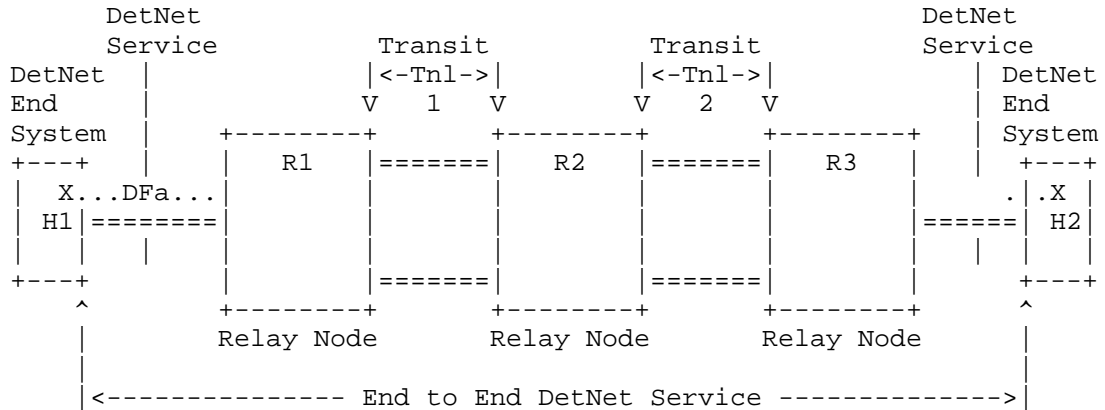 DetNet DetNet
Service Transit Transit Service
DetNet |<-Tnl->| |<-Tnl->| DetNet
End V 1 V V 2 V End
System +--------+ +--------+ +--------+ System
+---+ | R1 |=======| R2 |=======| R3 | +---+
| X...DFa...| . .X
H1|========| |======| H2|
+---+ |=======| |=======| +---+
^ +--------+ +--------+ +--------+ ^
| Relay Node Relay Node Relay Node |
|<--------------- End to End DetNet Service --------------->|